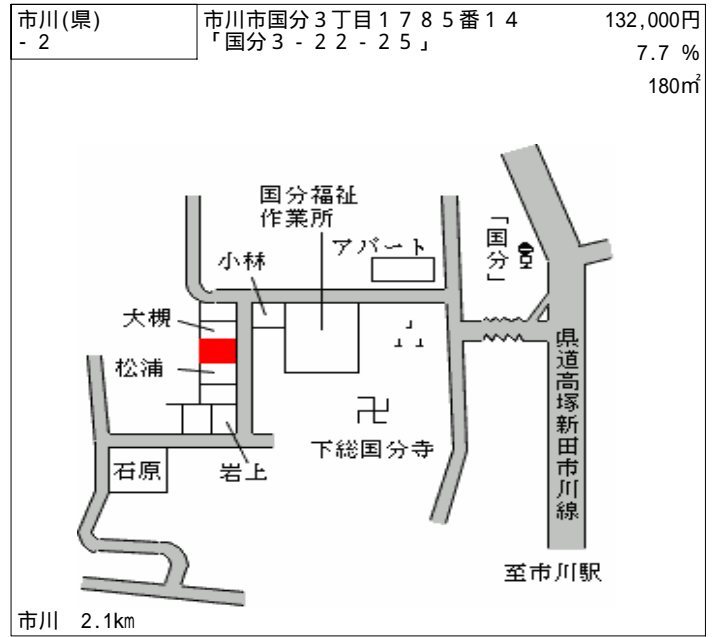 市川(県)
- 2
市川市国分3丁目1785番14
「国分3-22-25」
132,000円
7.7 %
180㎡
国分福祉
作業所
アパート
小林
「国分」
大槻
松浦
県道高塚新田市川線
卍
下総国分寺
石原
岩上
至市川駅
市川 2.1km